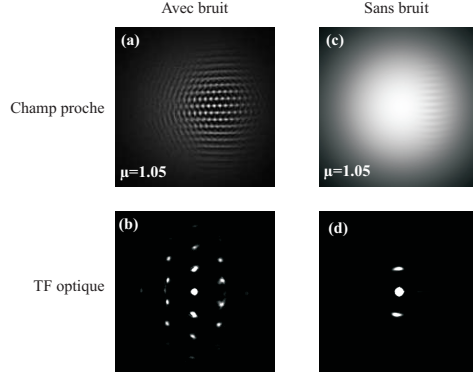 Avec bruit
Sans bruit
(a)
(c)
Champ proche
μ=1.05
μ=1.05
(b)
(d)
TF optique